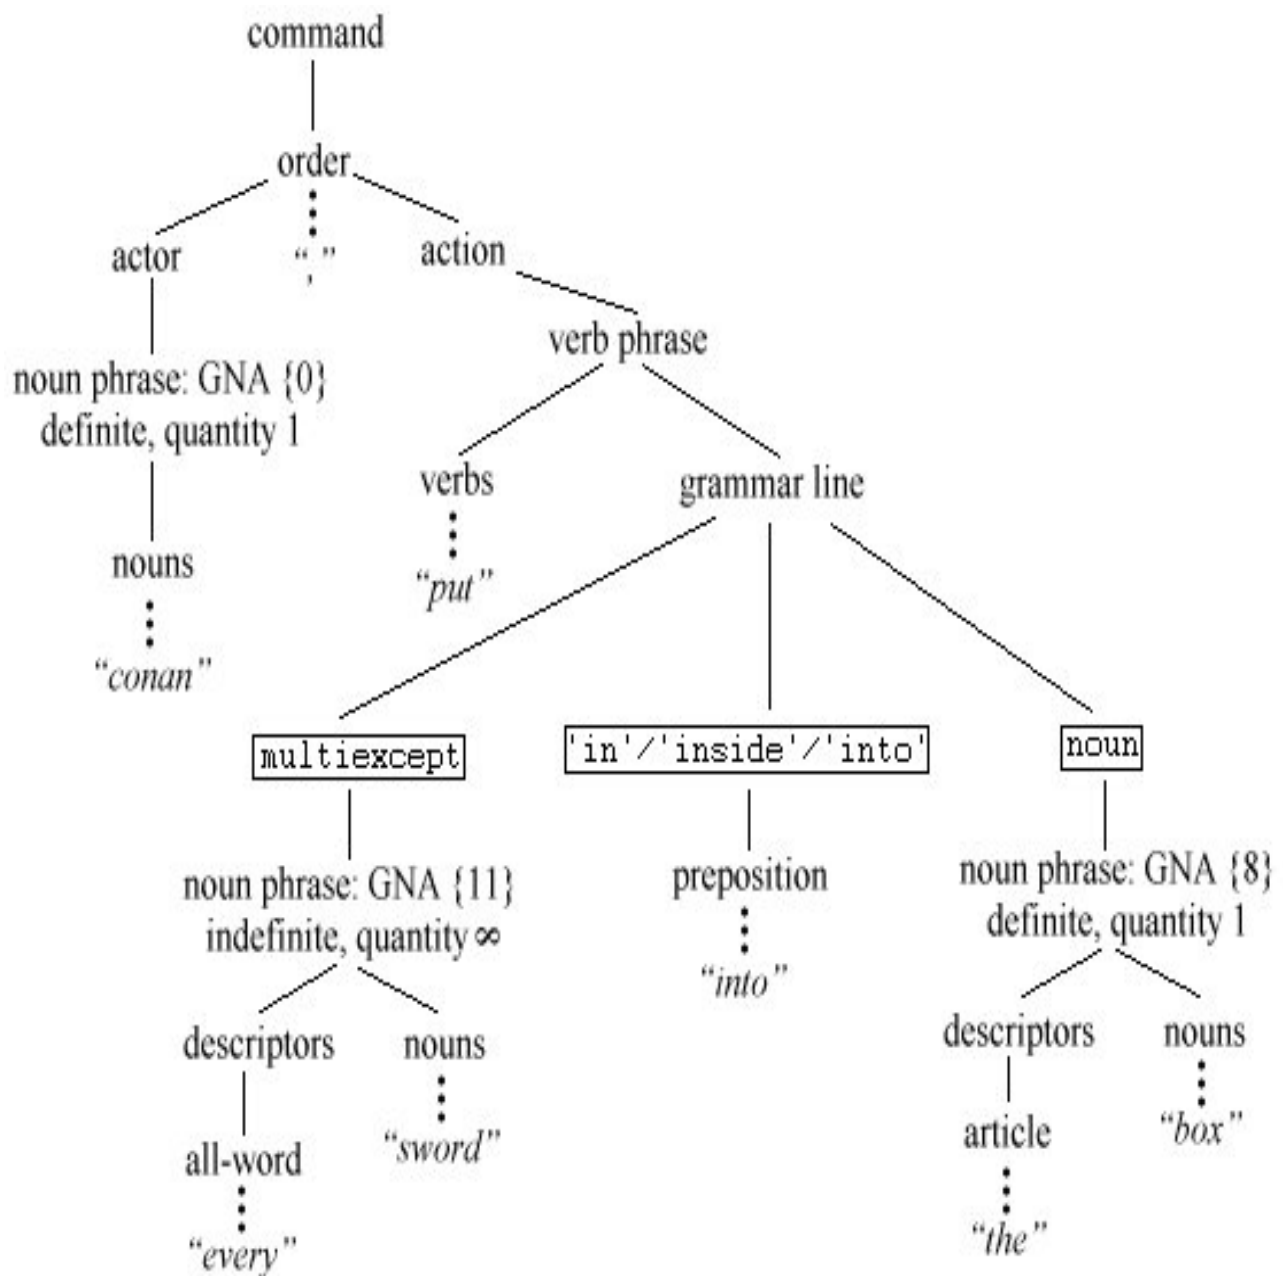 command
order
actor
“,”
action
verb phrase
noun phrase: GNA {0}
definite, quantity 1
verbs
grammar line
nouns
“put”
“conan”
multiexcept
'in'/'inside'/'into'
noun
noun phrase: GNA {11}
indefinite, quantity ∞
preposition
noun phrase: GNA {8}
definite, quantity 1
“into”
descriptors
nouns
descriptors
nouns
all-word
“sword”
article
“box”
“every”
“the”